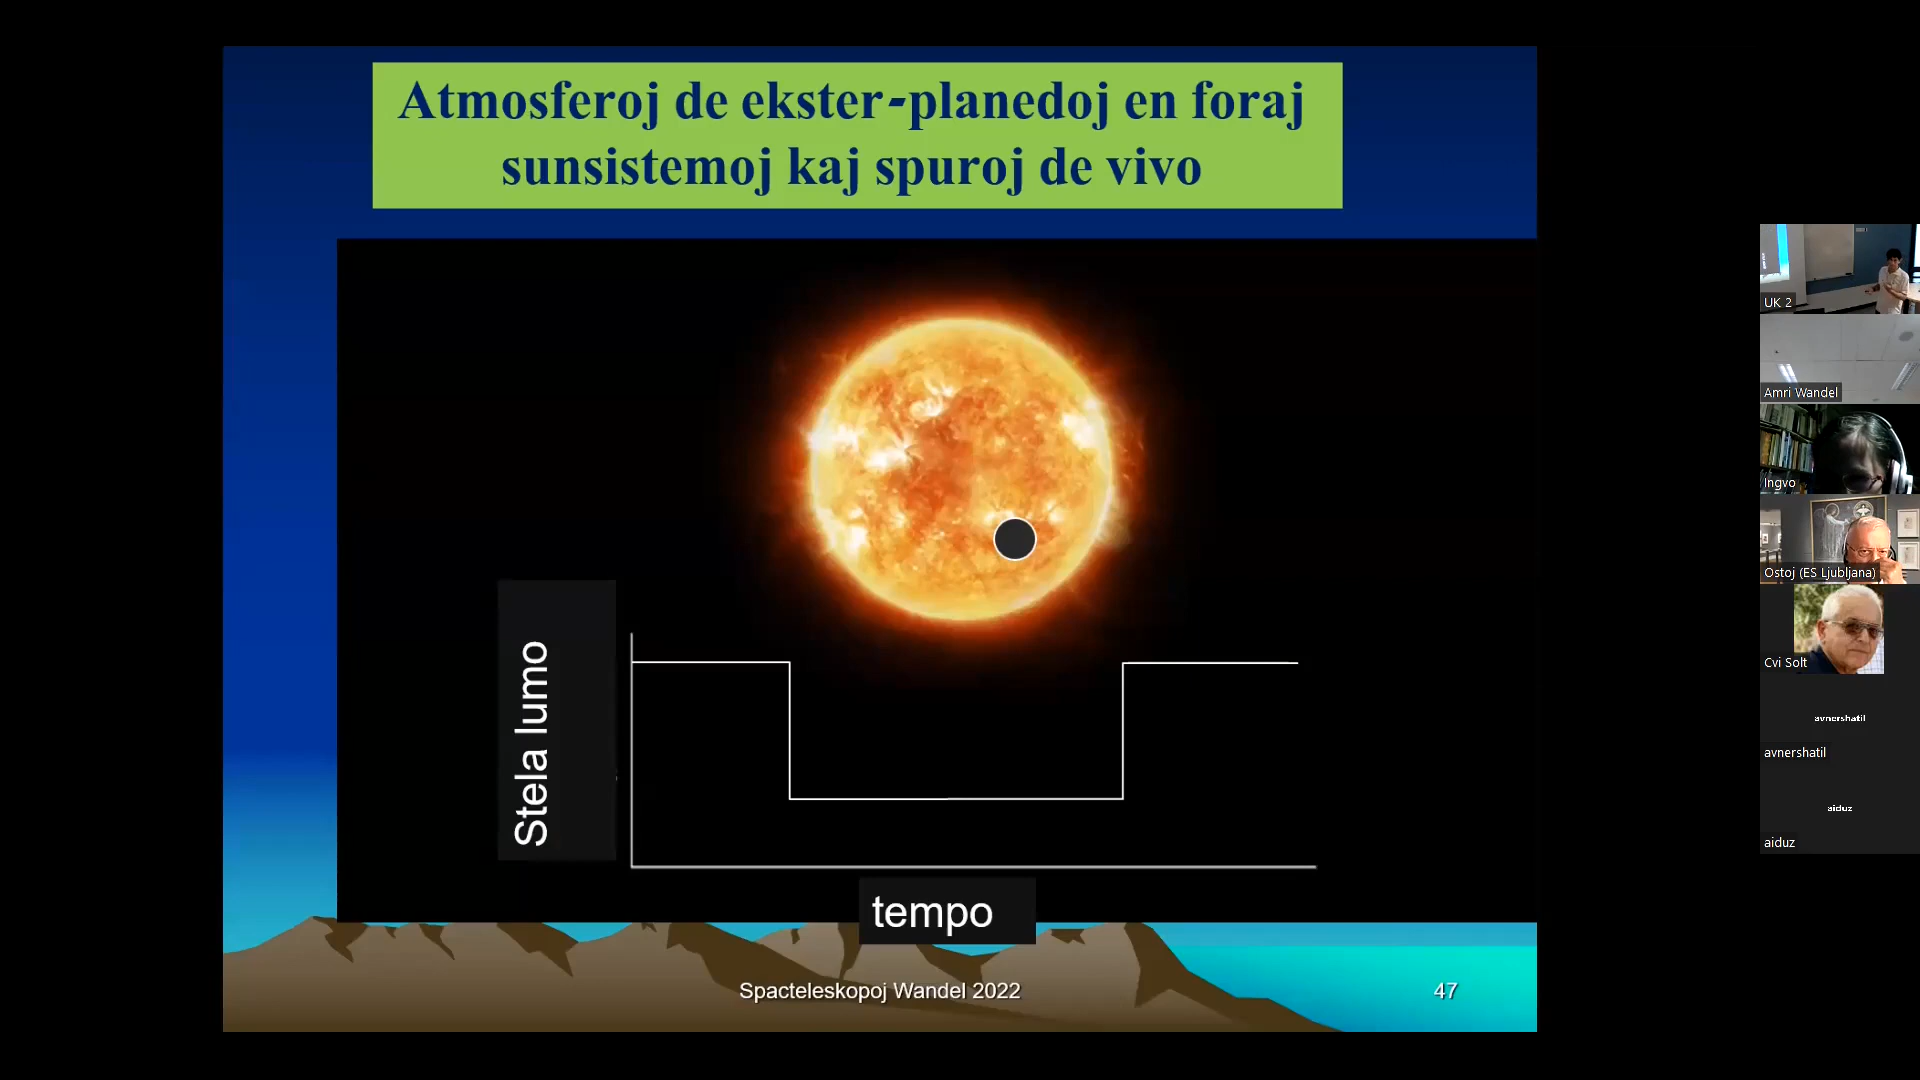 Atmosferoj de ekster-planedoj en foraj
sunsistemoj kaj spuroj de vivo
Stela lumo
tempo
Spacteleskopoj Wandel 2022
47
UK 2
Amri Wandel
Ingvo
Ostoj (ES Ljubljana)
Cvi Solt
avnershatil
avnershatil
aiduz
aiduz